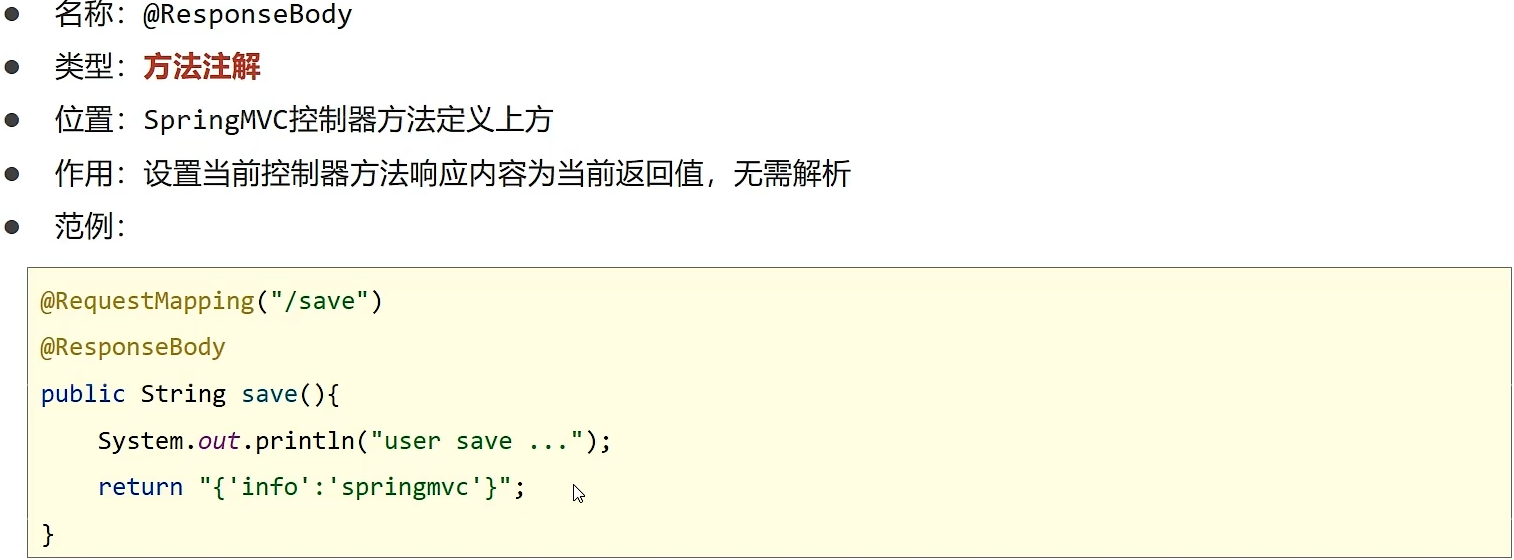 名称：@ResponseBody
类型：方法注解
位置：SpringMVC控制器方法定义上方
作用：设置当前控制器方法响应内容为当前返回值，无需解析
范例：
@RequestMapping("/save")
@ResponseBody
public String save(){
    System.out.println("user save ...");
    return "{'info':'springmvc'}";
}